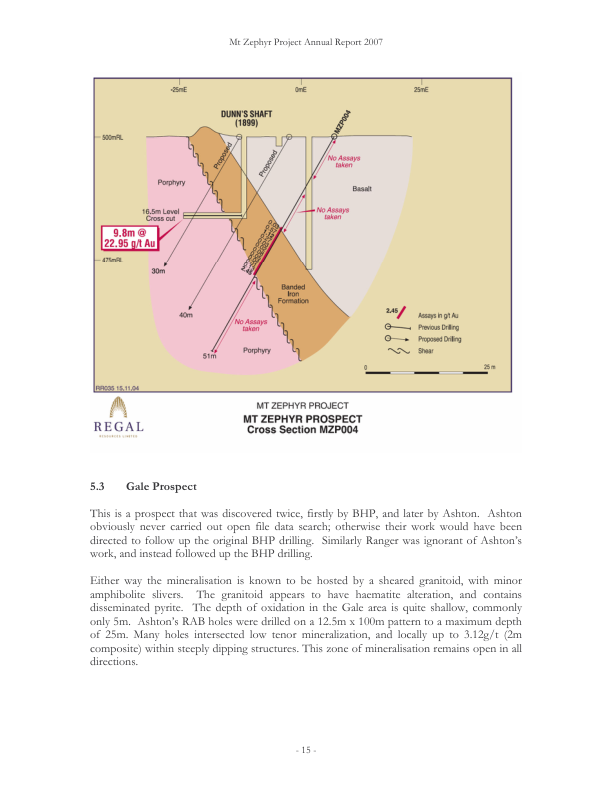 Mt Zephyr Project Annual Report 2007
-25mE
0mE
25mE
DUNN'S SHAFT
(1899)
MZP004
500mRL
Proposed
Proposed
No Assays
taken
Porphyry
Basalt
16.5m Level
Cross cut
No Assays
taken
9.8m @
22.95 g/t Au
475mRL
30m
Banded
Iron
Formation
40m
2.45
Assays in g/t Au
No Assays
taken
Previous Drilling
Proposed Drilling
51m
Porphyry
Shear
0
25 m
RR035 15.11.04
REGAL
RESOURCES LIMITED
MT ZEPHYR PROJECT
MT ZEPHYR PROSPECT
Cross Section MZP004
5.3 Gale Prospect
This is a prospect that was discovered twice, firstly by BHP, and later by Ashton. Ashton
obviously never carried out open file data search; otherwise their work would have been
directed to follow up the original BHP drilling. Similarly Ranger was ignorant of Ashton's
work, and instead followed up the BHP drilling.
Either way the mineralisation is known to be hosted by a sheared granitoid, with minor
amphibolite slivers. The granitoid appears to have haematite alteration, and contains
disseminated pyrite. The depth of oxidation in the Gale area is quite shallow, commonly
only 5m. Ashton's RAB holes were drilled on a 12.5m x 100m pattern to a maximum depth
of 25m. Many holes intersected low tenor mineralization, and locally up to 3.12g/t (2m
composite) within steeply dipping structures. This zone of mineralisation remains open in all
directions.
- 15 -